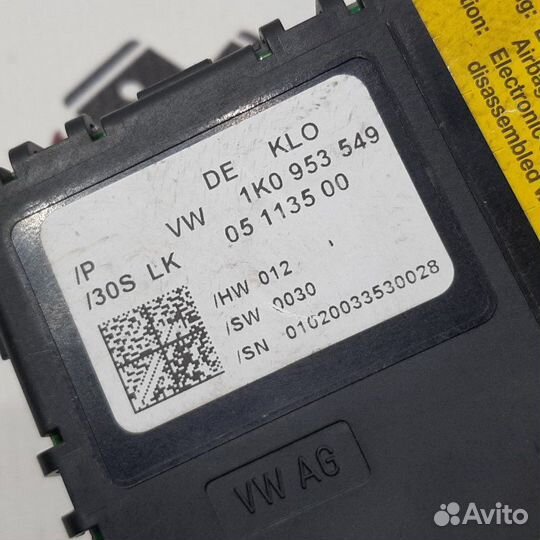 DE KLO
/P VW 1K0 953 549
/30S LK 05 1135 00
/HW 012
/SW 0030
/SN 01620033530028
VW AG
Airbag
Electronic
disassembled
Avito